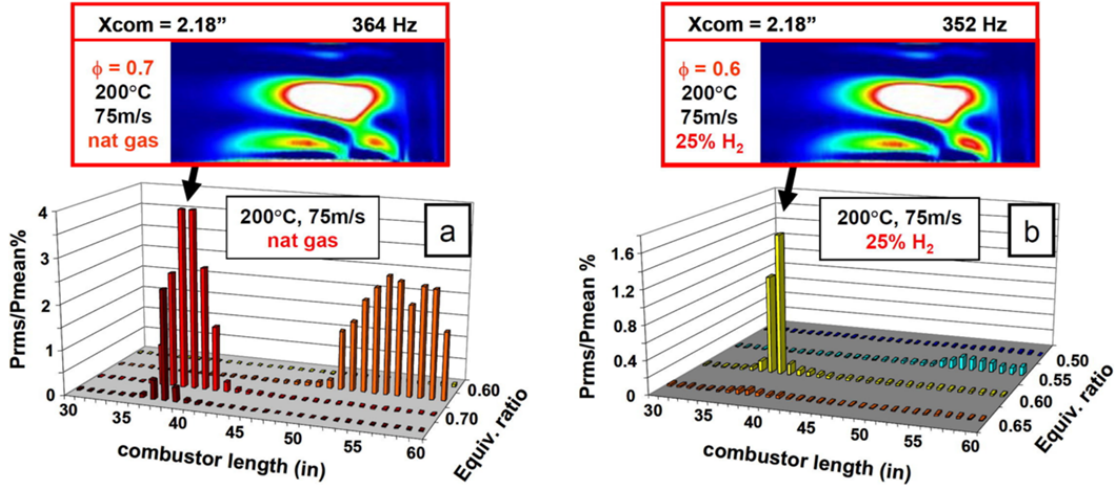 Xcom = 2.18” 364 Hz
ϕ = 0.7
200°C
75m/s
nat gas
200°C, 75m/s
nat gas
a
Prms/Pmean%
4
3
2
1
0
30
35
40
45
50
55
60
combustor length (in)
0.60
0.70
Equiv. ratio
Xcom = 2.18” 352 Hz
ϕ = 0.6
200°C
75m/s
25% H₂
200°C, 75m/s
25% H₂
b
Prms/Pmean %
1.6
1.2
0.8
0.4
0
30
35
40
45
50
55
60
combustor length (in)
0.50
0.55
0.60
0.65
Equiv. ratio